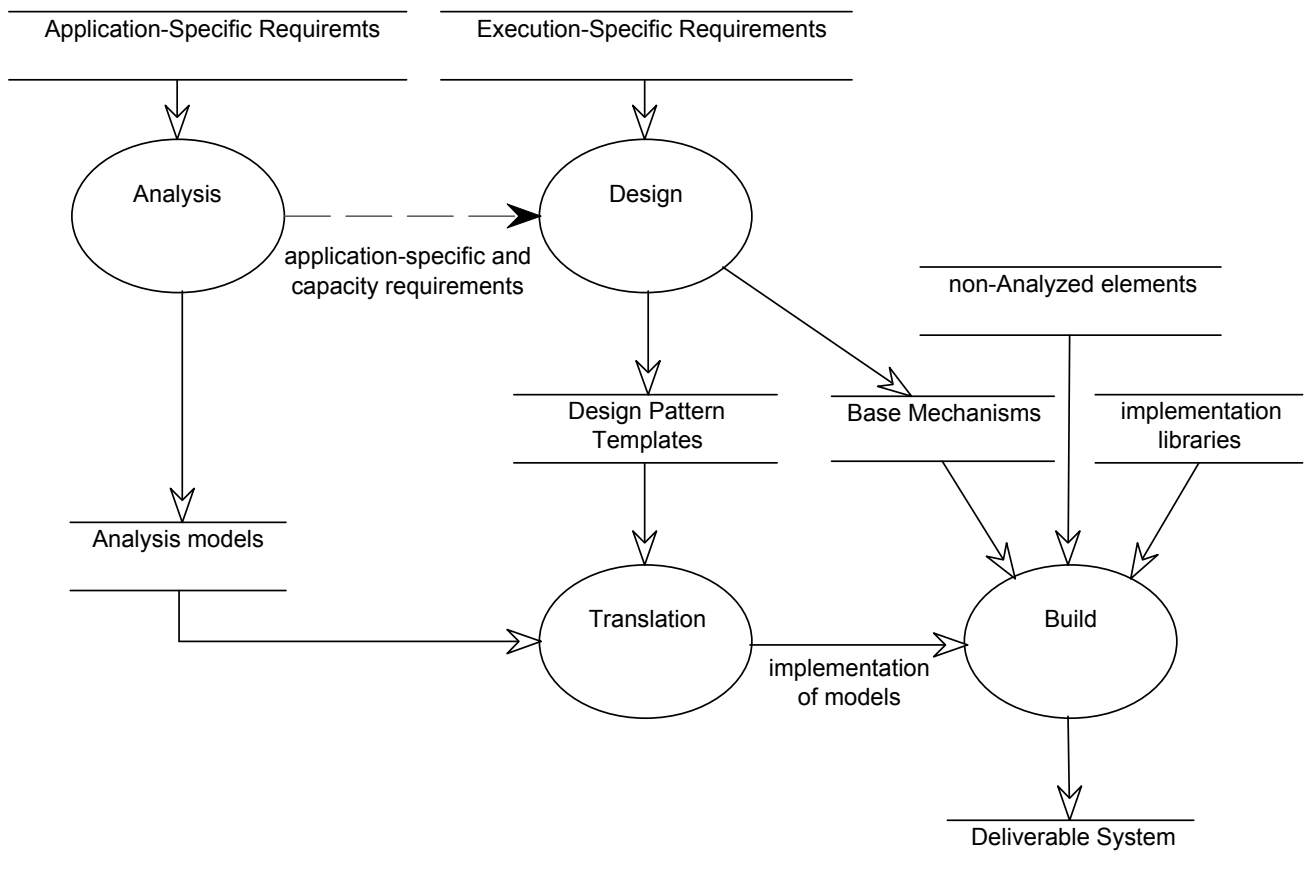 Application-Specific Requiremts
Execution-Specific Requirements
Analysis
Design
application-specific and
capacity requirements
non-Analyzed elements
Design Pattern
Templates
Base Mechanisms
implementation
libraries
Analysis models
Translation
Build
implementation
of models
Deliverable System